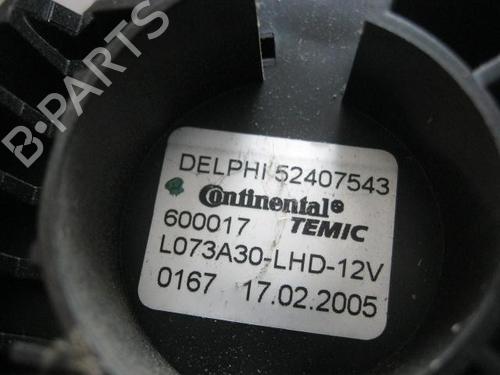 B-PARTS
DELPHI 52407543
Continental®
600017 TEMIC
L073A30-LHD-12V
0167 17.02.2005